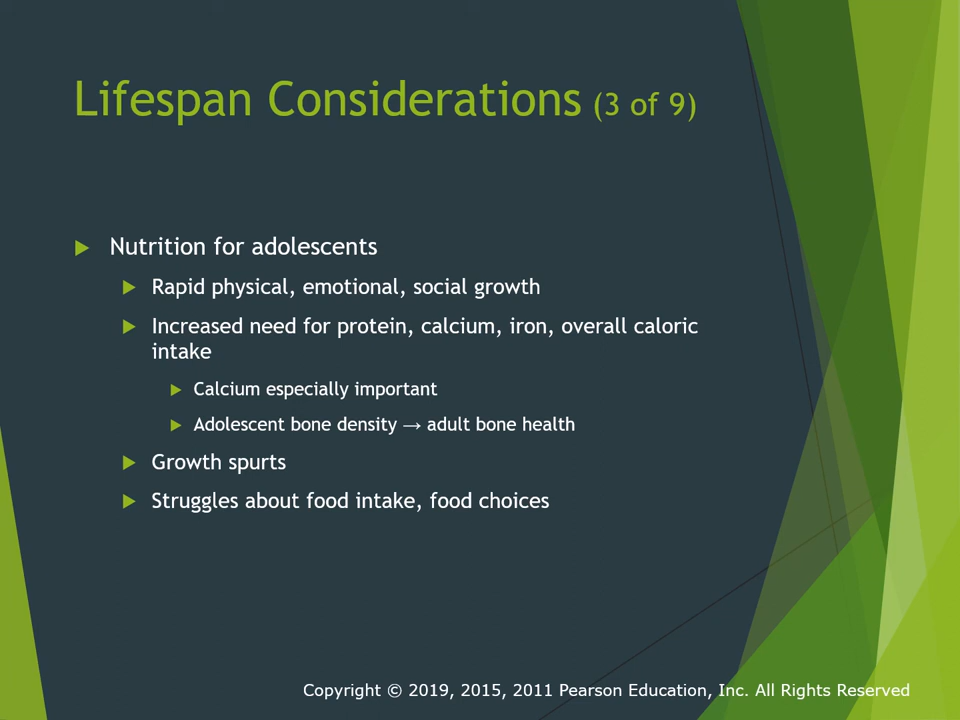 Lifespan Considerations (3 of 9)
Nutrition for adolescents
Rapid physical, emotional, social growth
Increased need for protein, calcium, iron, overall caloric
intake
Calcium especially important
Adolescent bone density → adult bone health
Growth spurts
Struggles about food intake, food choices
Copyright © 2019, 2015, 2011 Pearson Education, Inc. All Rights Reserved